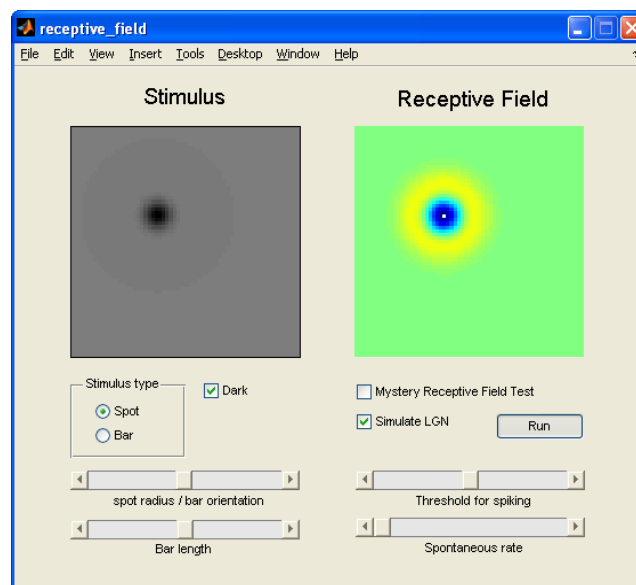 receptive_field
File Edit View Insert Tools Desktop Window Help
Stimulus
Receptive Field
Stimulus type
Spot
Bar
Dark
Mystery Receptive Field Test
Simulate LGN
Run
spot radius / bar orientation
Bar length
Threshold for spiking
Spontaneous rate